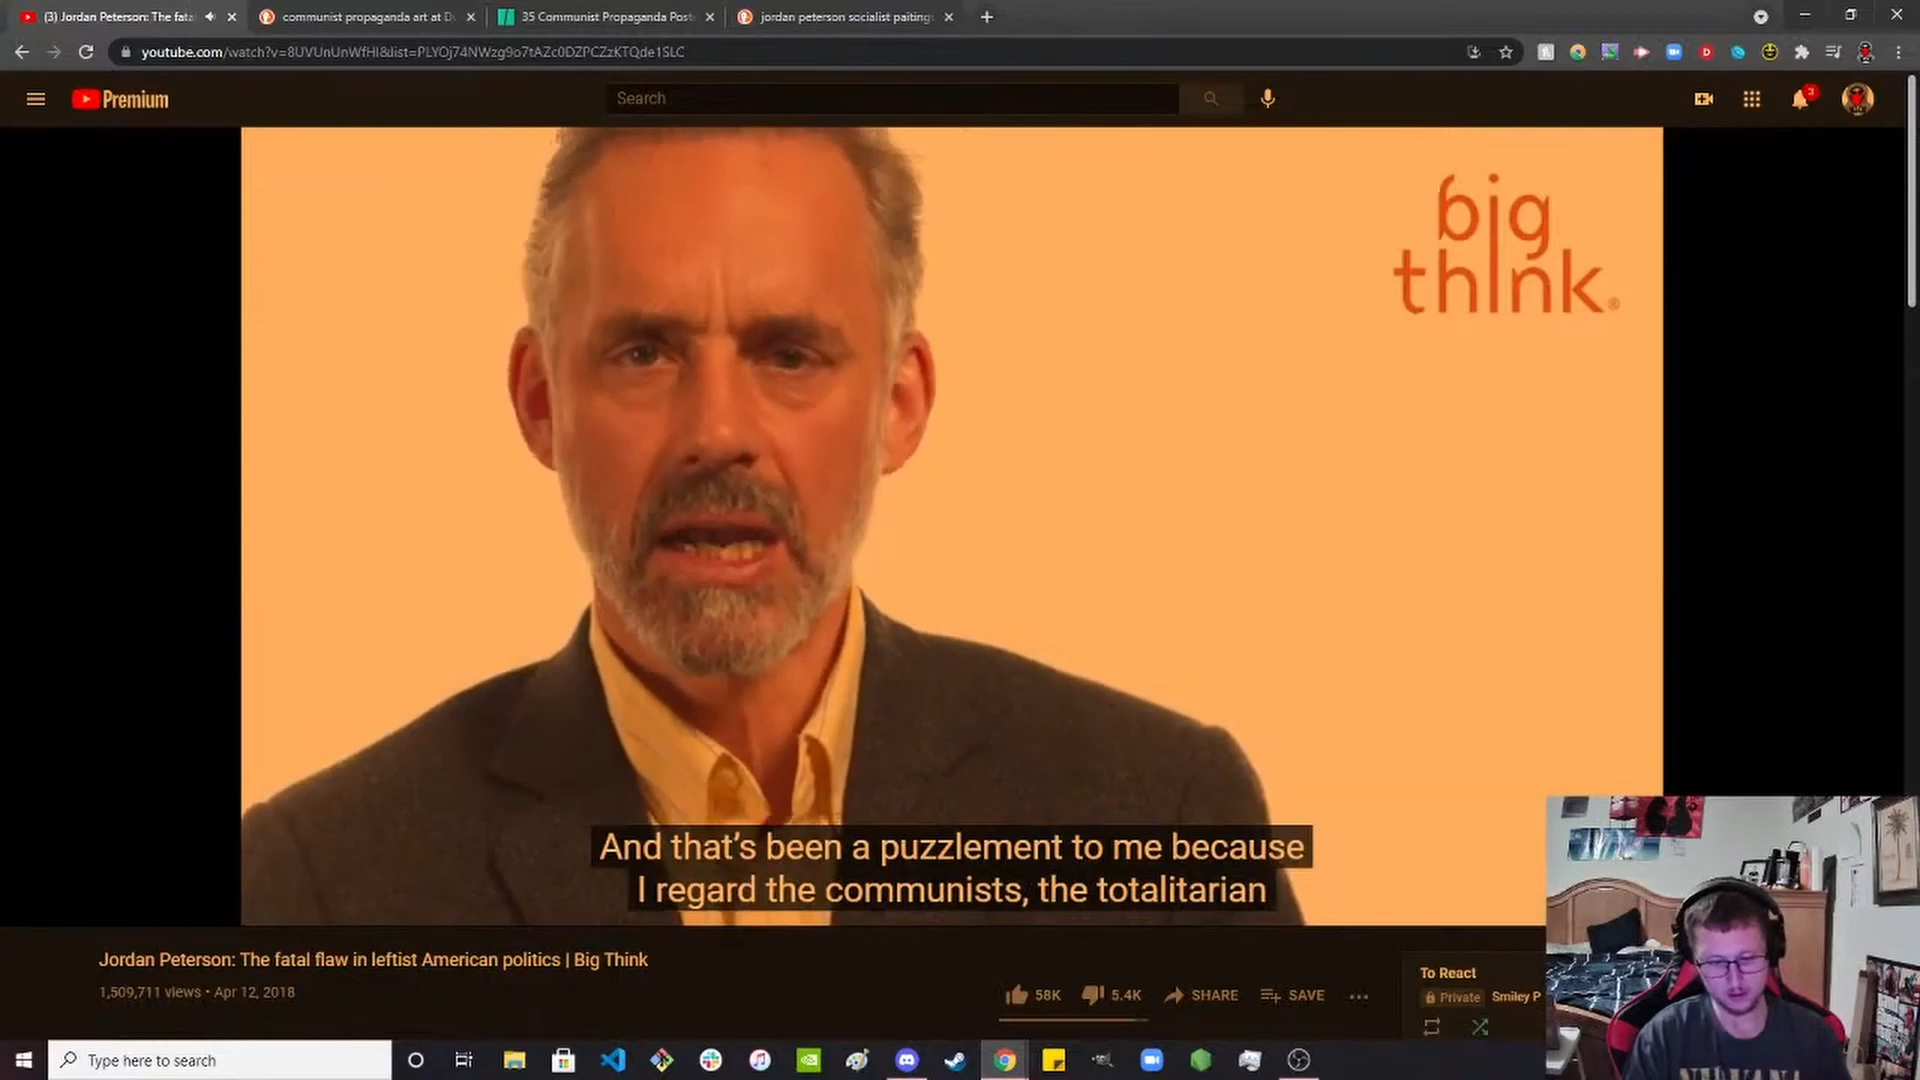 (3) Jordan Peterson: The fata
communist propaganda art at D
35 Communist Propaganda Post
jordan peterson socialist paiting
youtube.com/watch?v=8UVUnUnWfHI&list=PLYOj74NWzg9o7tAZc0DZPCZzKTQde1SLC
Premium
Search
3
big
think®
And that's been a puzzlement to me because
I regard the communists, the totalitarian
Jordan Peterson: The fatal flaw in leftist American politics | Big Think
1,509,711 views • Apr 12, 2018
58K
5.4K
SHARE
SAVE
To React
Private
Smiley P
Type here to search
NIRVANA